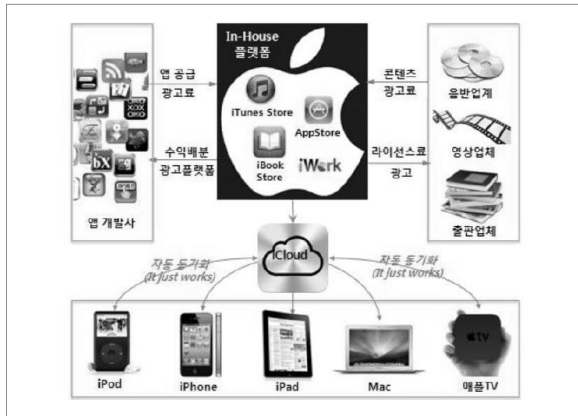 In-House
플랫폼
iTunes Store
AppStore
iBook
Store
iWork
앱 공급
광고료
수익배분
광고플랫폼
앱 개발사
콘텐츠
광고료
라이선스료
광고
음반업계
영상업체
출판업체
iCloud
자동 동기화
(It just works)
자동 동기화
(It just works)
iPod
iPhone
iPad
Mac
tv
애플TV